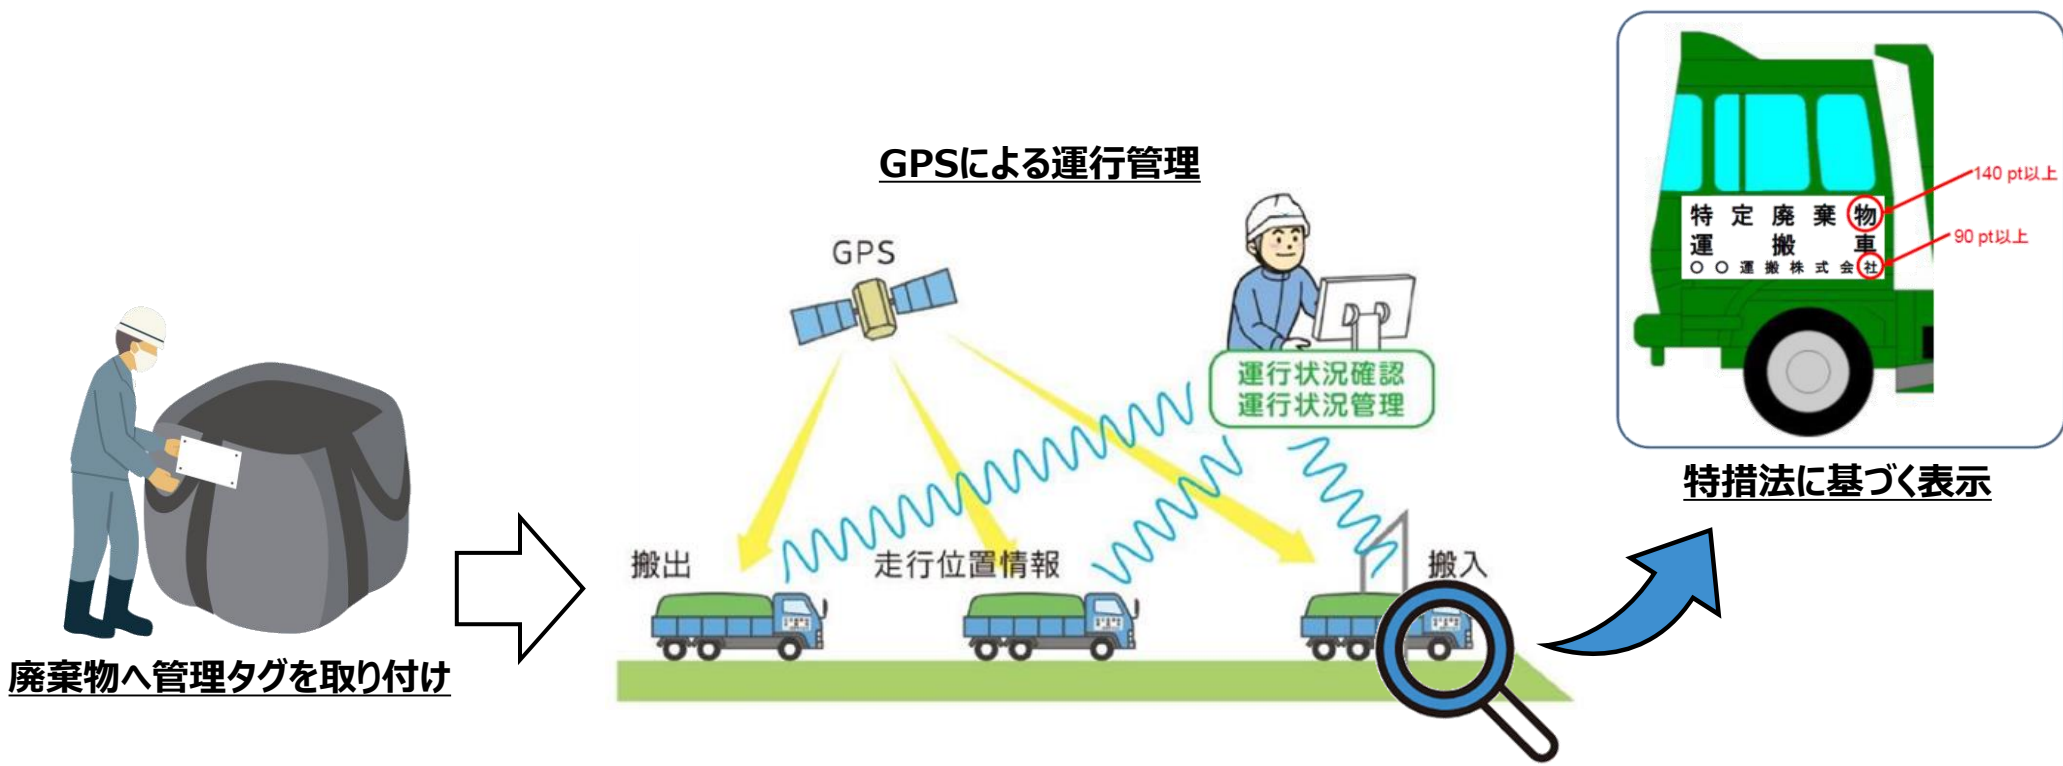 廃棄物へ管理タグを取り付け
GPSによる運行管理
GPS
運行状況確認
運行状況管理
搬出
走行位置情報
搬入
特定廃棄物
運搬車
〇〇運搬株式会社
140 pt以上
90 pt以上
特措法に基づく表示